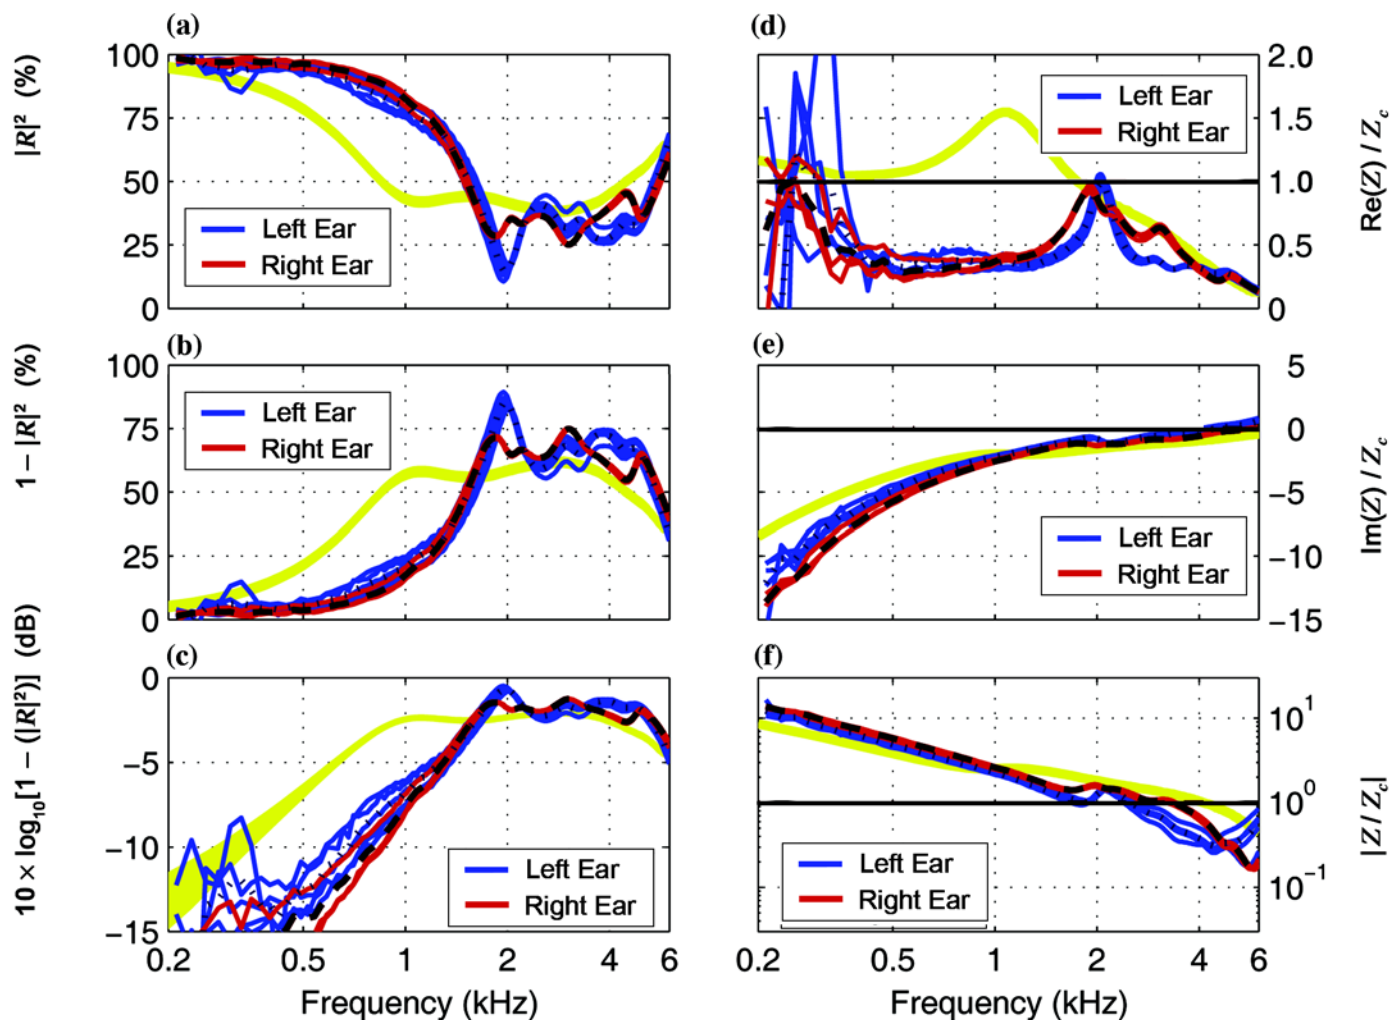 (a)
|R|² (%)
100
75
50
25
0
Left Ear
Right Ear
(b)
1 – |R|² (%)
100
75
50
25
0
Left Ear
Right Ear
(c)
10 × log₁₀[1 – (|R|²)] (dB)
0
−5
−10
−15
Left Ear
Right Ear
0.2 0.5 1 2 4 6
Frequency (kHz)
(d)
Re(Z) / Z_c
2.0
1.5
1.0
0.5
0
Left Ear
Right Ear
(e)
Im(Z) / Z_c
5
0
−5
−10
−15
Left Ear
Right Ear
(f)
|Z / Z_c|
10¹
10⁰
10⁻¹
Left Ear
Right Ear
0.2 0.5 1 2 4 6
Frequency (kHz)